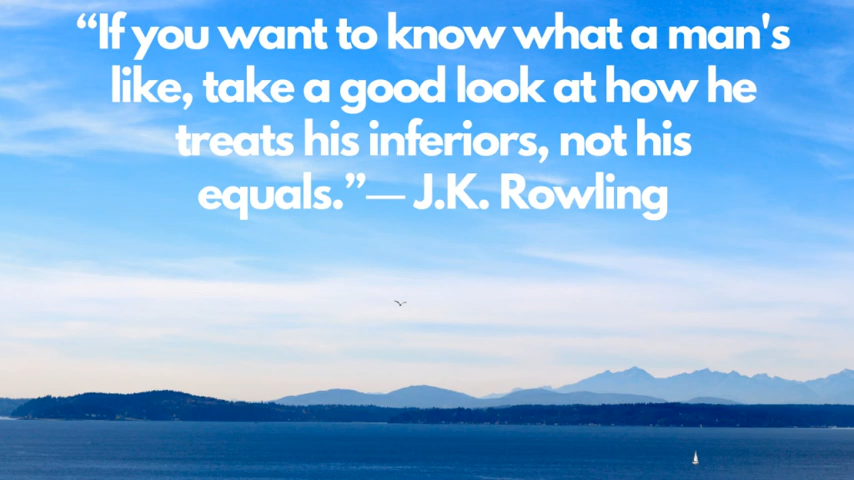 “If you want to know what a man's
like, take a good look at how he
treats his inferiors, not his
equals.”— J.K. Rowling